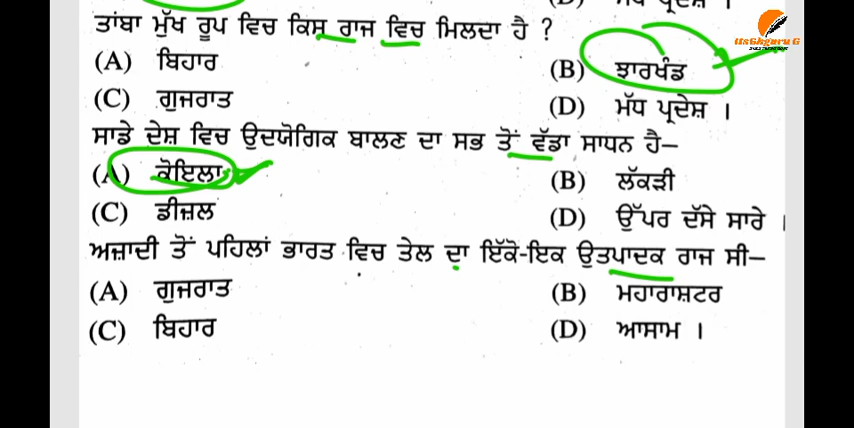 ਤਾਂਬਾ ਮੁੱਖ ਰੂਪ ਵਿਚ ਕਿਸ ਰਾਜ ਵਿਚ ਮਿਲਦਾ ਹੈ ?
(A) ਬਿਹਾਰ (B) ਝਾਰਖੰਡ
(C) ਗੁਜਰਾਤ (D) ਮੱਧ ਪ੍ਰਦੇਸ਼ ।
ਸਾਡੇ ਦੇਸ਼ ਵਿਚ ਉਦਯੋਗਿਕ ਬਾਲਣ ਦਾ ਸਭ ਤੋਂ ਵੱਡਾ ਸਾਧਨ ਹੈ—
(A) ਕੋਇਲਾ (B) ਲੱਕੜੀ
(C) ਡੀਜ਼ਲ (D) ਉੱਪਰ ਦੱਸੇ ਸਾਰੇ ।
ਅਜ਼ਾਦੀ ਤੋਂ ਪਹਿਲਾਂ ਭਾਰਤ ਵਿਚ ਤੇਲ ਦਾ ਇੱਕੋ-ਇਕ ਉਤਪਾਦਕ ਰਾਜ ਸੀ—
(A) ਗੁਜਰਾਤ (B) ਮਹਾਰਾਸ਼ਟਰ
(C) ਬਿਹਾਰ (D) ਆਸਾਮ ।